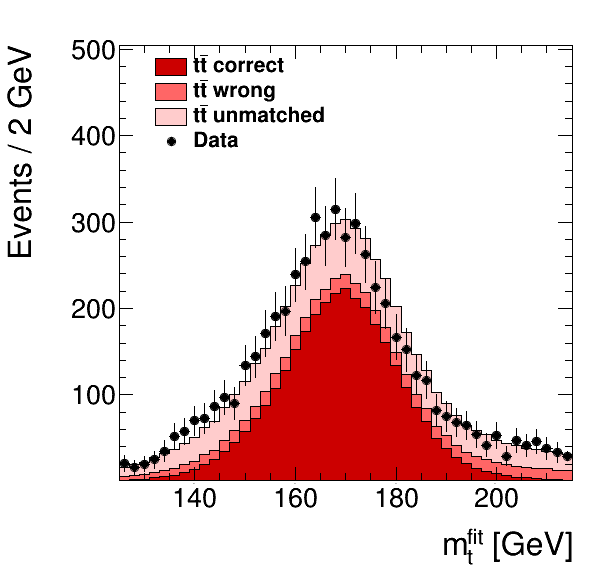 500
400
300
200
100
Events / 2 GeV
tt̄ correct
tt̄ wrong
tt̄ unmatched
Data
140 160 180 200
m_t^fit [GeV]